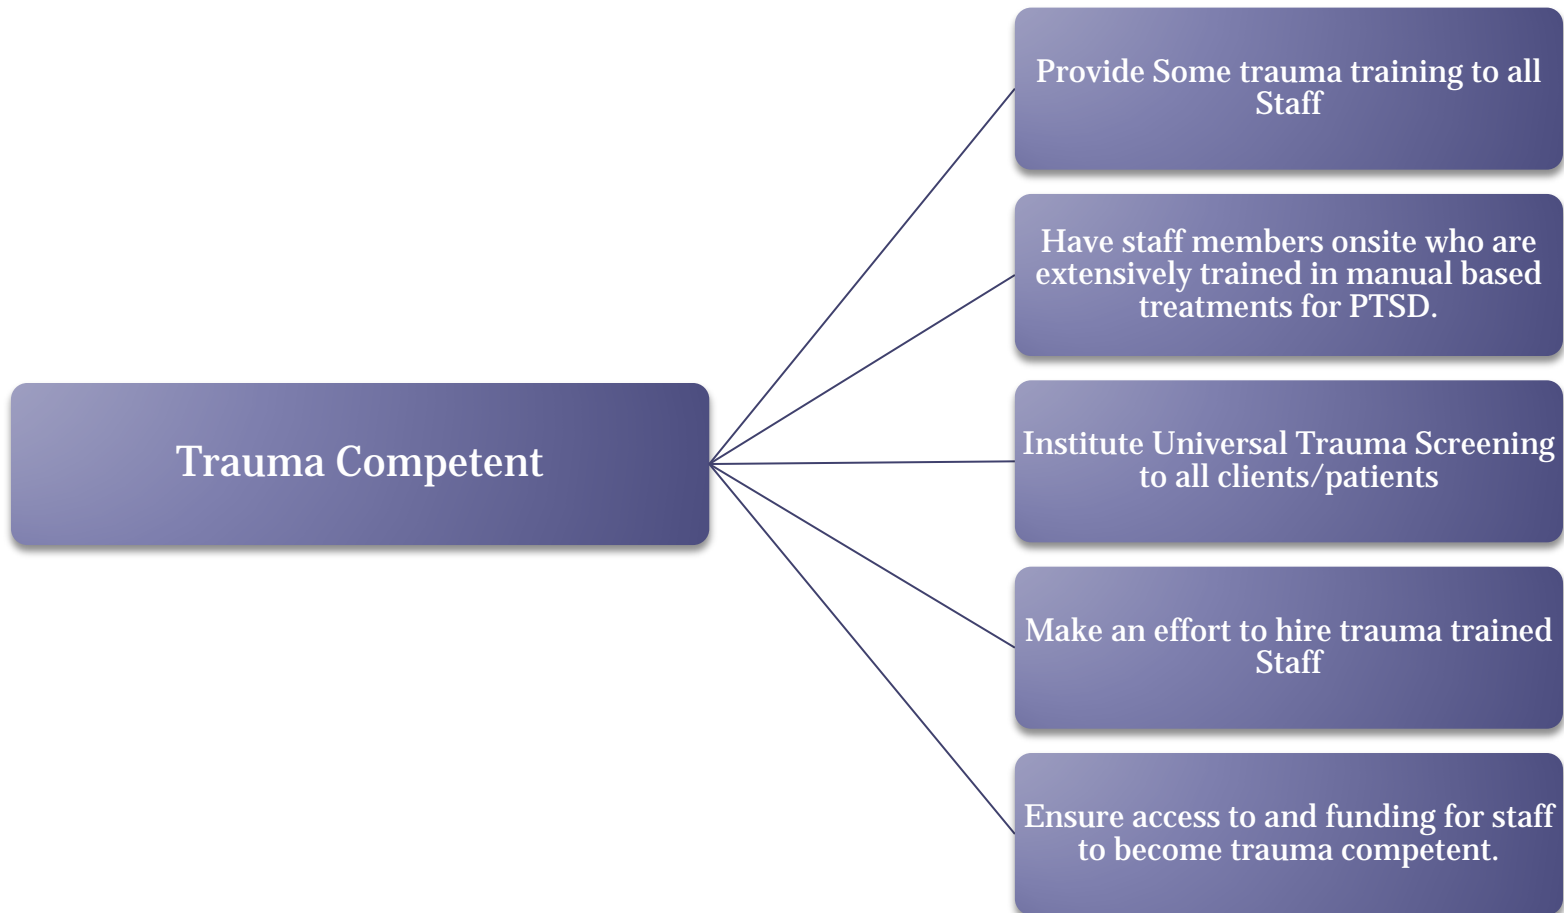 Provide Some trauma training to all
Staff
Have staff members onsite who are
extensively trained in manual based
treatments for PTSD.
Trauma Competent
Institute Universal Trauma Screening
to all clients/patients
Make an effort to hire trauma trained
Staff
Ensure access to and funding for staff
to become trauma competent.